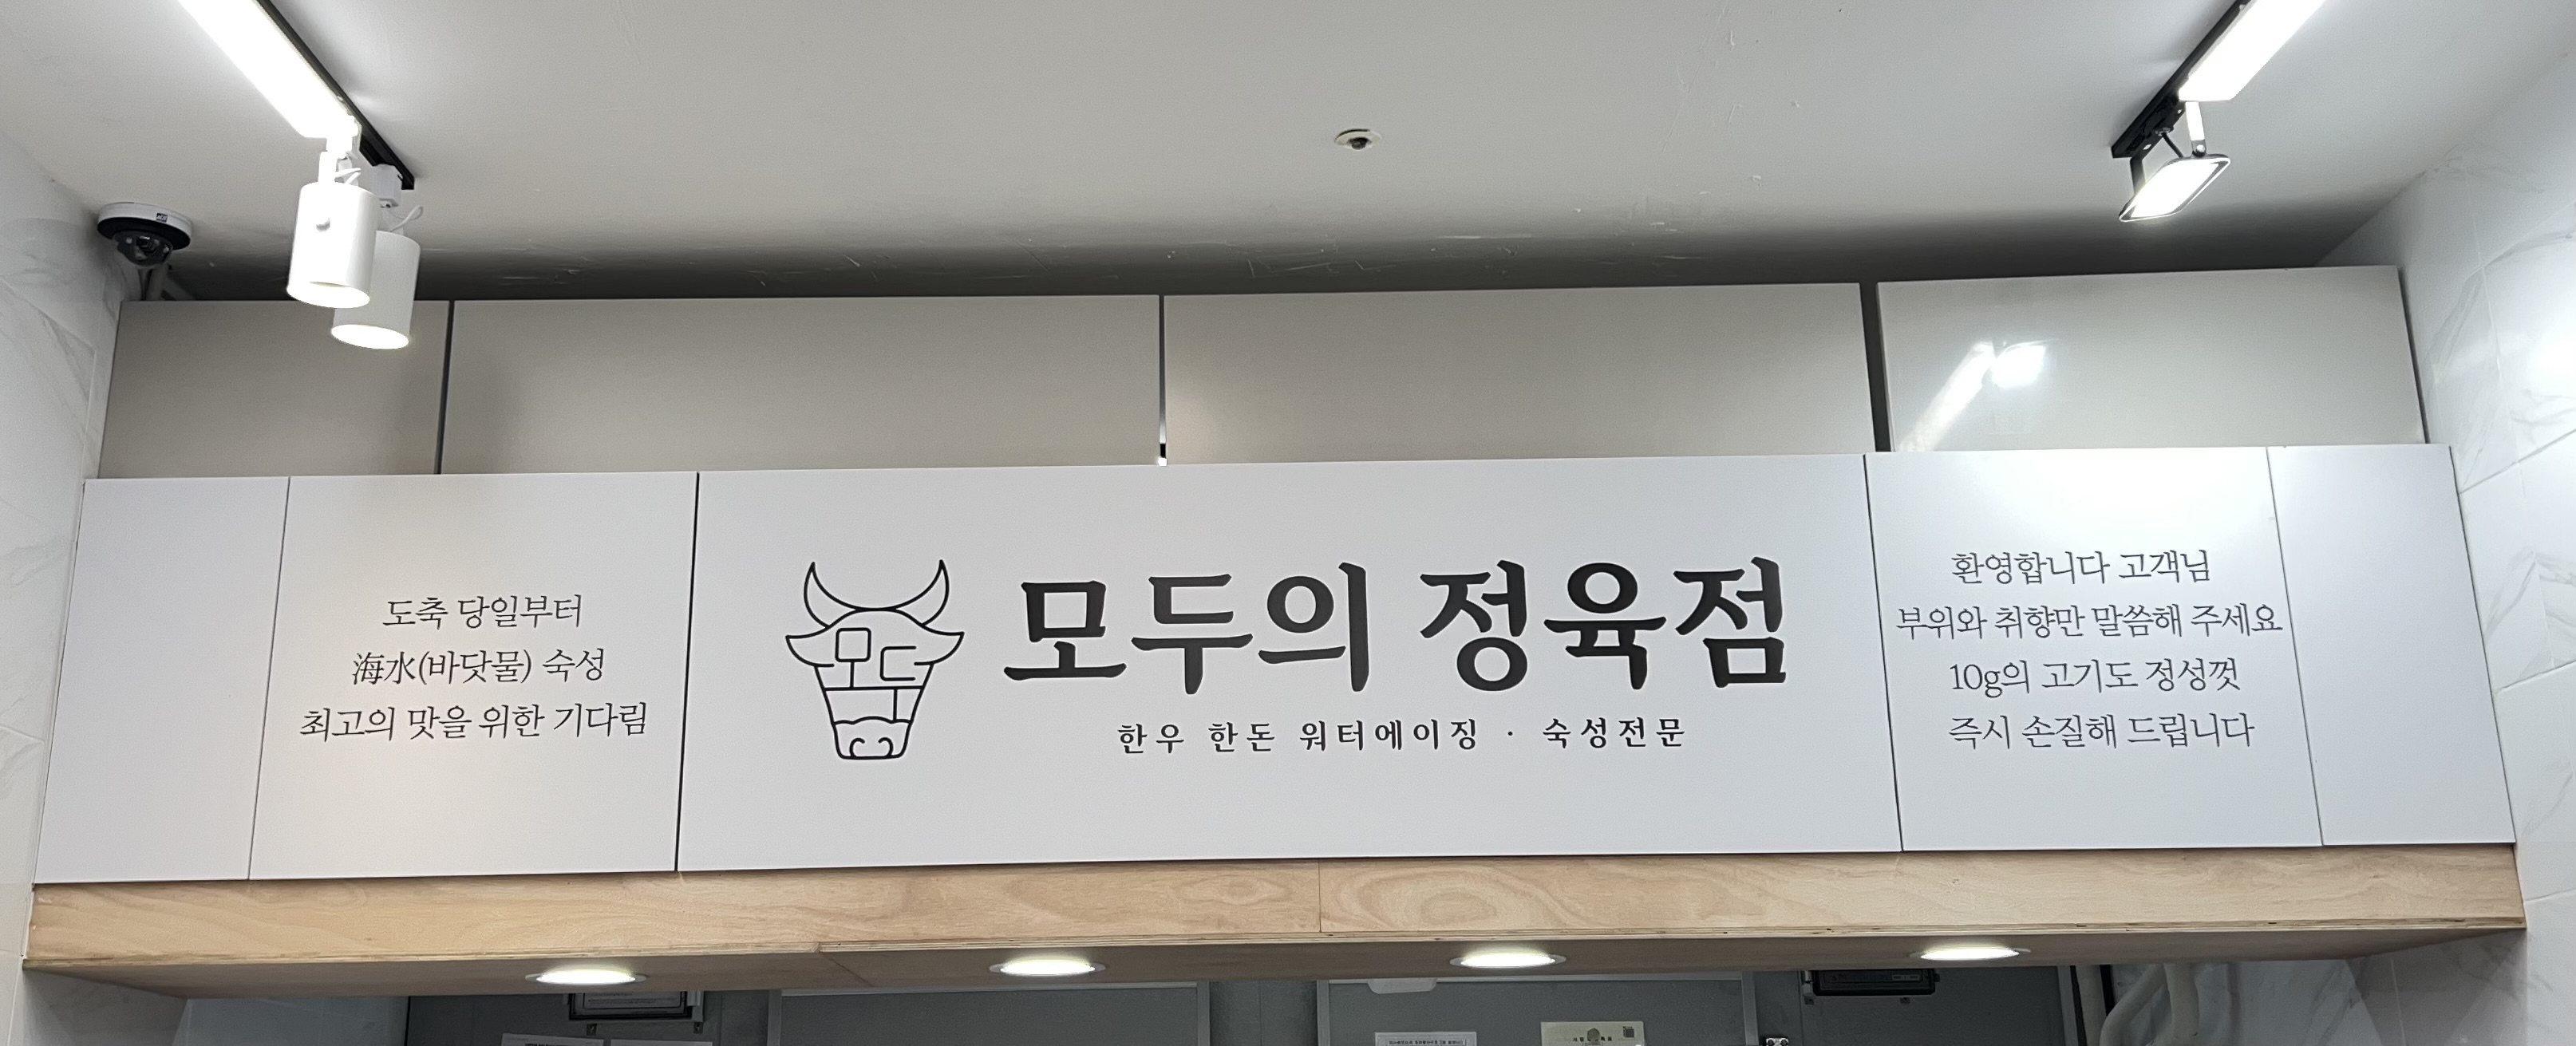 도축 당일부터
海水(바닷물) 숙성
최고의 맛을 위한 기다림
모두의 정육점
한우 한돈 워터에이징 · 숙성전문
환영합니다 고객님
부위와 취향만 말씀해 주세요
10g의 고기도 정성껏
즉시 손질해 드립니다